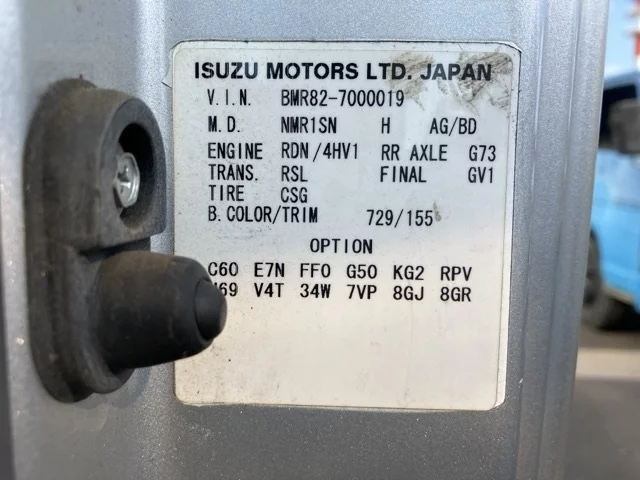 ISUZU MOTORS LTD. JAPAN
V.I.N. BMR82-7000019
M.D. NMR1SN H AG/BD
ENGINE RDN/4HV1 RR AXLE G73
TRANS. RSL FINAL GV1
TIRE CSG
B.COLOR/TRIM 729/155
OPTION
C60 E7N FF0 G50 KG2 RPV
V4T 34W 7VP 8GJ 8GR